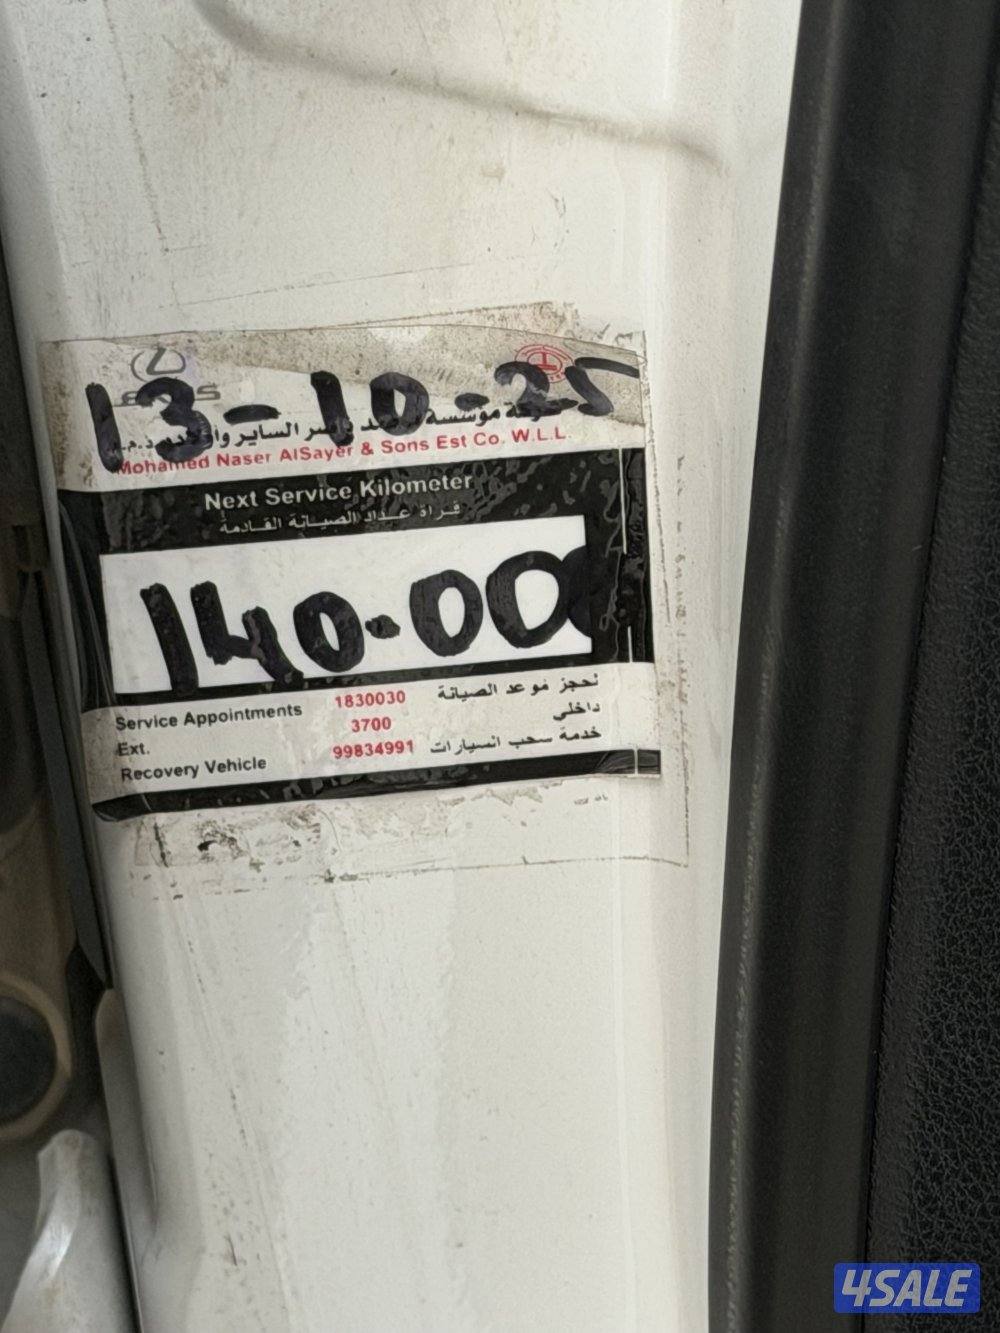 13-10-25
Mohamed Naser AlSayer & Sons Est Co. W.L.L.
Next Service Kilometer
قراءة عداد الصيانة القادمة
140.000
Service Appointments 1830030 لحجز موعد الصيانة
Ext. 3700 داخلي
Recovery Vehicle 99834991 خدمة سحب السيارات
4SALE